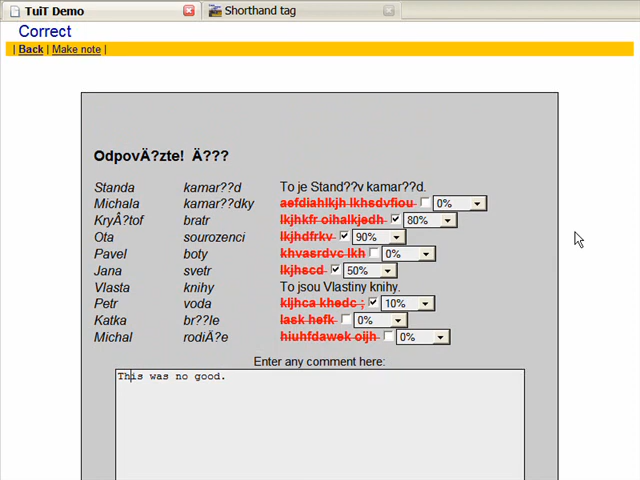 TuiT Demo Shorthand tag
Correct
| Back | Make note |
OdpovÄ?zte! Ä???
Standa kamar??d To je Stand??v kamar??d.
Michala kamar??dky aefdiahlkjh lkhsdvfiou 0%
KryÅ¡tof bratr lkjhkfr oihalkjedh 80%
Ota sourozenci lkjhdfrkv 90%
Pavel boty khvasrdvc lkh 0%
Jana svetr lkjhscd 50%
Vlasta knihy To jsou Vlastiny knihy.
Petr voda kljhca khedc ; 10%
Katka br??le lask hefk 0%
Michal rodiÄ?e hiuhfdawek oijh 0%
Enter any comment here:
This was no good.